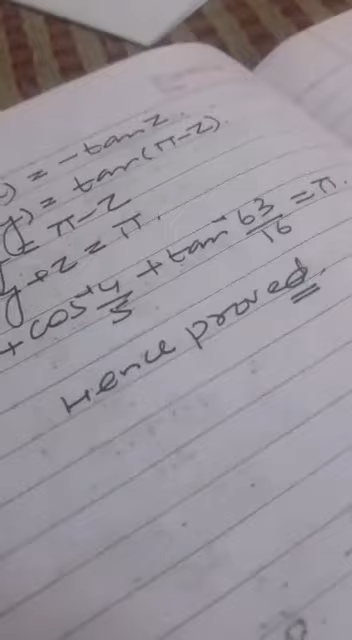 ) = -tan z.
y) = tan(π-z).
y = π-z
y + z = π.
+ cos⁻¹ 4/5 + tan⁻¹ 63/16 = π.
Hence proved.